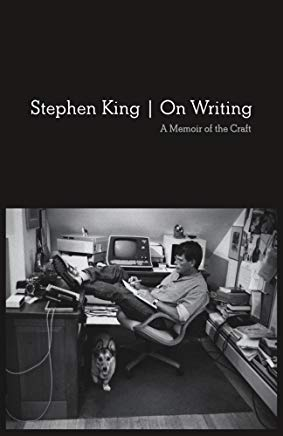 Stephen King | On Writing
A Memoir of the Craft